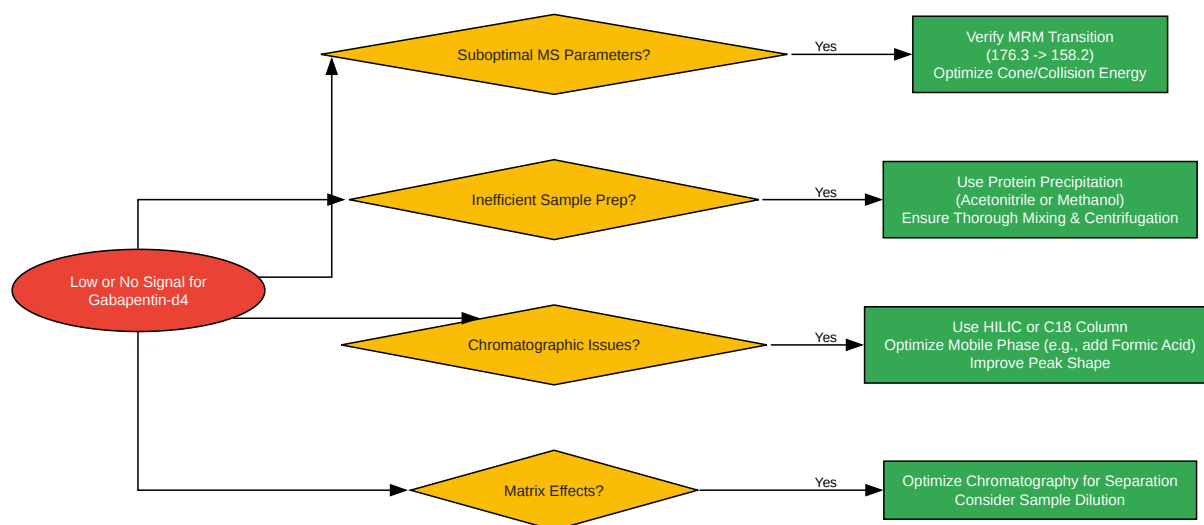 Suboptimal MS Parameters?
Yes
Verify MRM Transition
(176.3 -> 158.2)
Optimize Cone/Collision Energy
Inefficient Sample Prep?
Yes
Use Protein Precipitation
(Acetonitrile or Methanol)
Ensure Thorough Mixing & Centrifugation
Low or No Signal for
Gabapentin-d4
Chromatographic Issues?
Yes
Use HILIC or C18 Column
Optimize Mobile Phase (e.g., add Formic Acid)
Improve Peak Shape
Matrix Effects?
Yes
Optimize Chromatography for Separation
Consider Sample Dilution